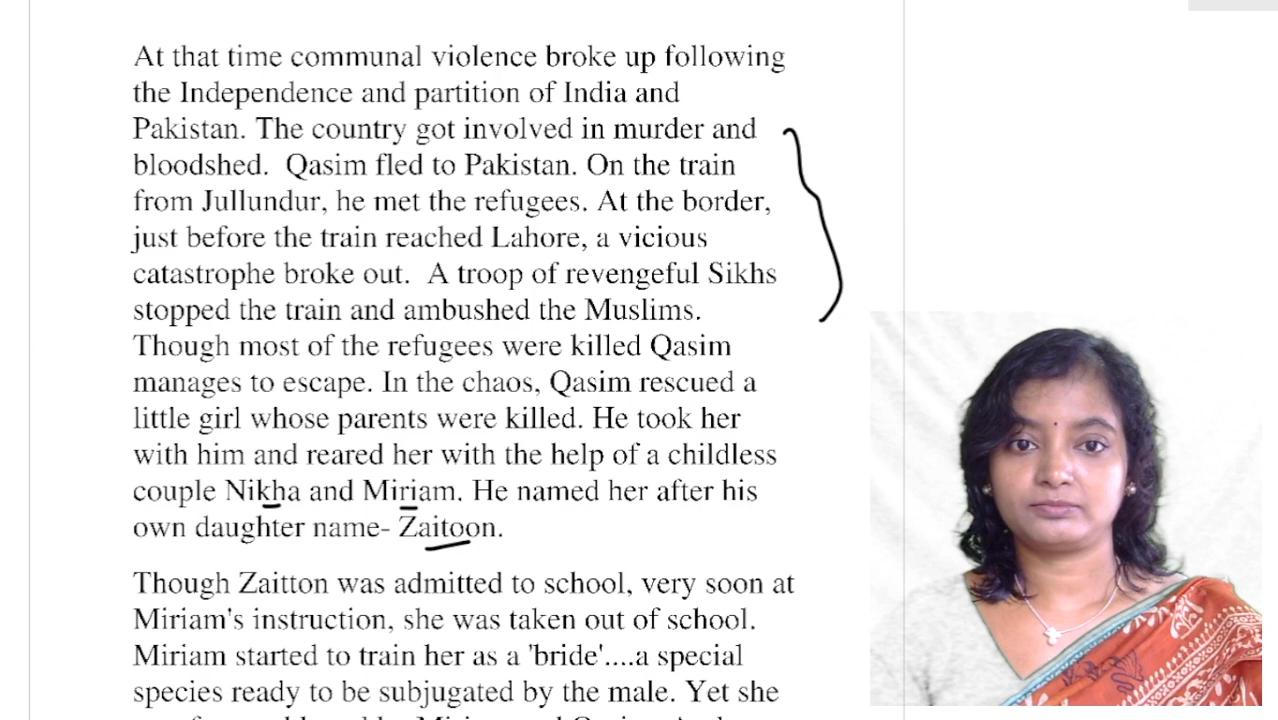 At that time communal violence broke up following
the Independence and partition of India and
Pakistan. The country got involved in murder and
bloodshed.  Qasim fled to Pakistan. On the train
from Jullundur, he met the refugees. At the border,
just before the train reached Lahore, a vicious
catastrophe broke out.  A troop of revengeful Sikhs
stopped the train and ambushed the Muslims.
Though most of the refugees were killed Qasim
manages to escape. In the chaos, Qasim rescued a
little girl whose parents were killed. He took her
with him and reared her with the help of a childless
couple Nikha and Miriam. He named her after his
own daughter name- Zaitoon.
Though Zaitton was admitted to school, very soon at
Miriam's instruction, she was taken out of school.
Miriam started to train her as a 'bride'....a special
species ready to be subjugated by the male. Yet she